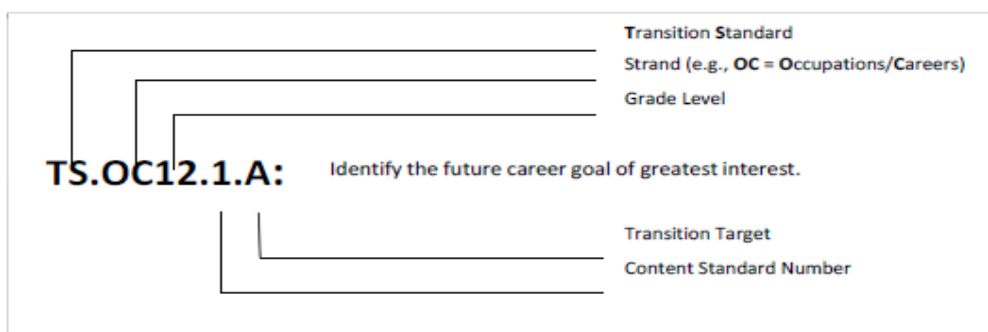 Transition Standard
Strand (e.g., OC = Occupations/Careers)
Grade Level
TS.OC12.1.A: Identify the future career goal of greatest interest.
Transition Target
Content Standard Number